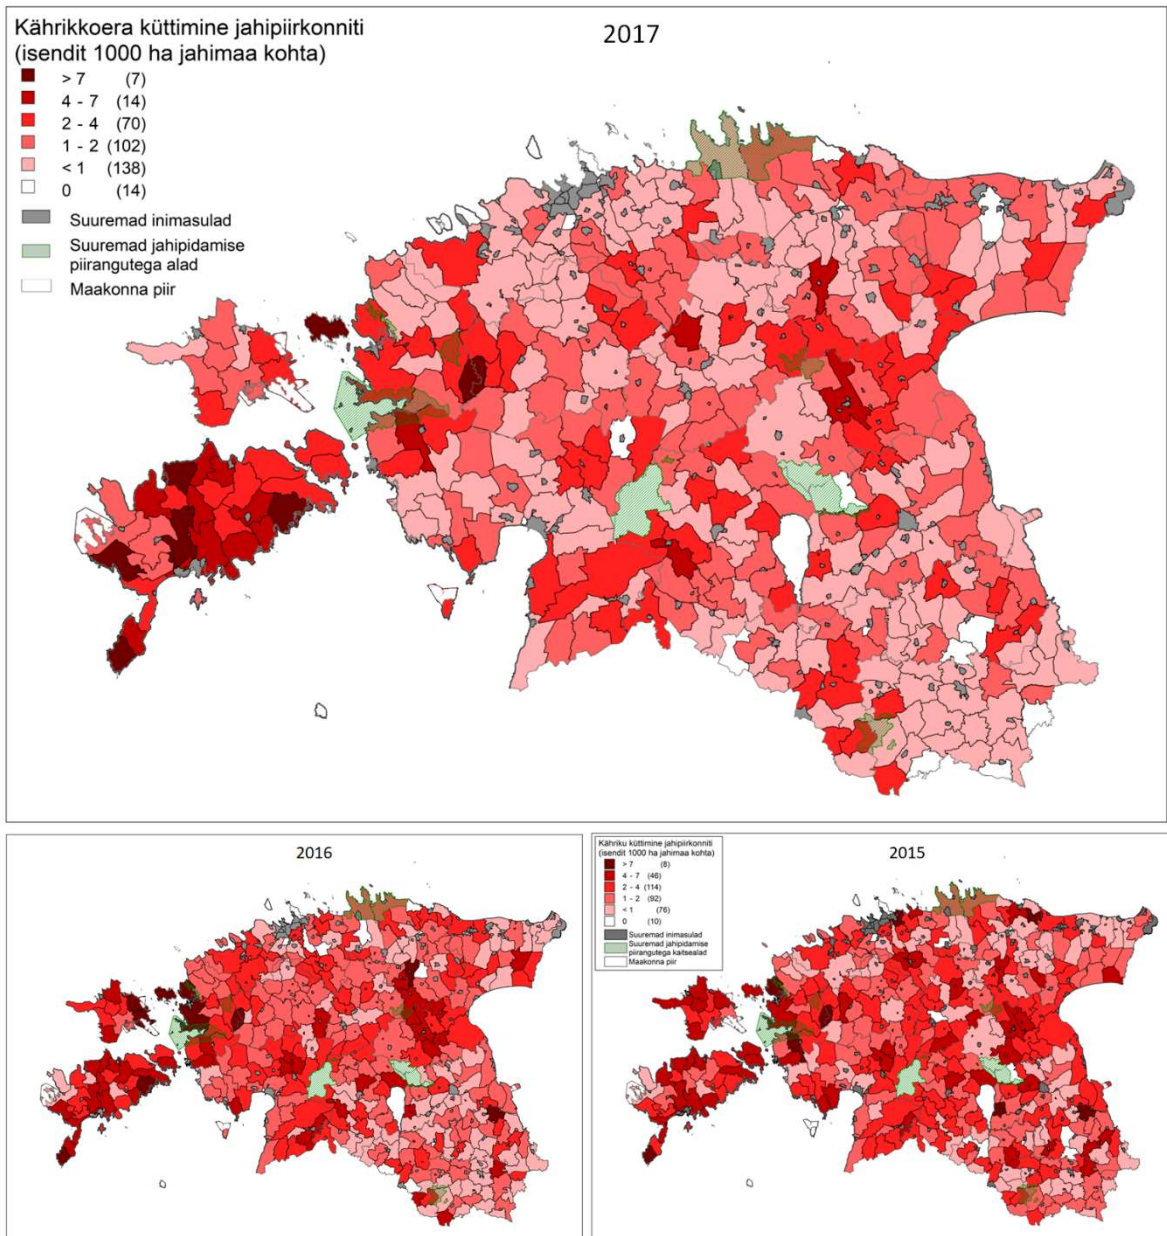 Kährikkoera küttimine jahipiirkonniti
(isendit 1000 ha jahimaa kohta)
2017
> 7 (7)
4 - 7 (14)
2 - 4 (70)
1 - 2 (102)
< 1 (138)
0 (14)
Suuremad inimasulad
Suuremad jahipidamise
piirangutega alad
Maakonna piir
2016
Kähriku küttimine jahipiirkonniti
(isendit 1000 ha jahimaa kohta)
2015
> 7 (8)
4 - 7 (46)
2 - 4 (114)
1 - 2 (92)
< 1 (76)
0 (10)
Suuremad inimasulad
Suuremad jahipidamise
piirangutega kaitsealad
Maakonna piir